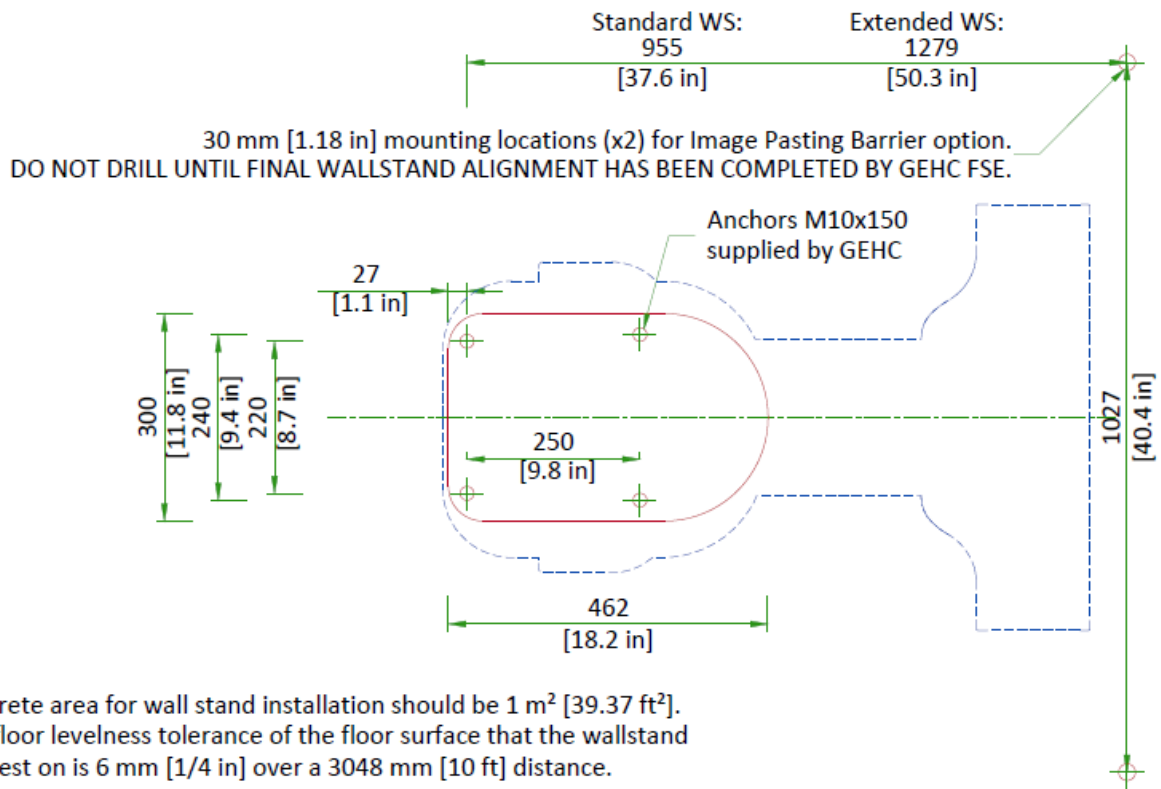 Standard WS:
Extended WS:
955
1279
[37.6 in]
[50.3 in]
30 mm [1.18 in] mounting locations (x2) for Image Pasting Barrier option.
DO NOT DRILL UNTIL FINAL WALLSTAND ALIGNMENT HAS BEEN COMPLETED BY GEHC FSE.
Anchors M10x150
supplied by GEHC
27
[1.1 in]
300
[11.8 in]
240
[9.4 in]
220
[8.7 in]
250
[9.8 in]
1027
[40.4 in]
462
[18.2 in]
rete area for wall stand installation should be 1 m² [39.37 ft²].
floor levelness tolerance of the floor surface that the wallstand
est on is 6 mm [1/4 in] over a 3048 mm [10 ft] distance.